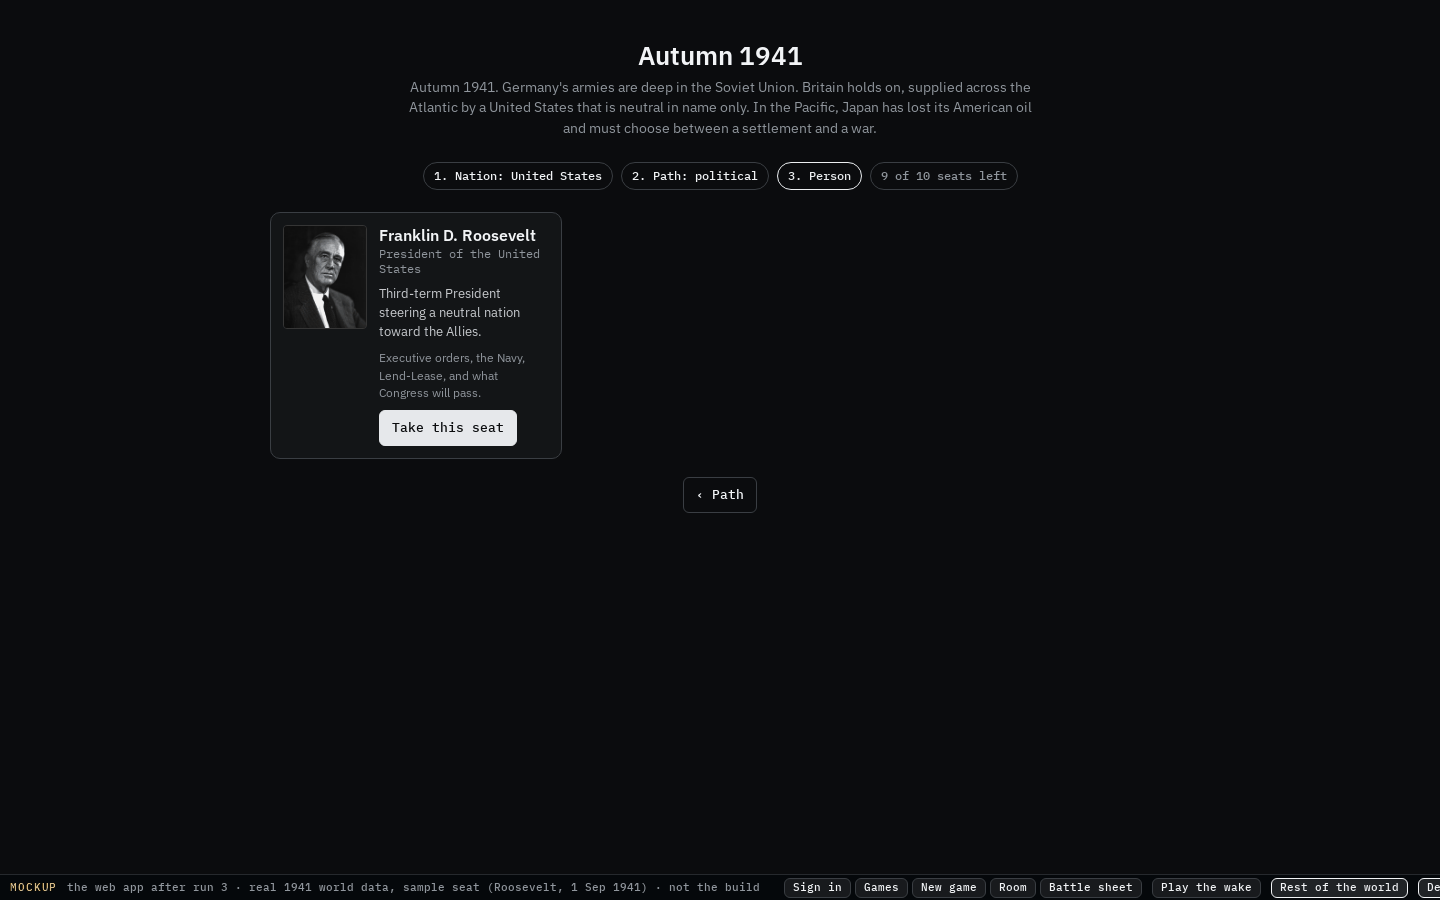 Autumn 1941
Autumn 1941. Germany's armies are deep in the Soviet Union. Britain holds on, supplied across the
Atlantic by a United States that is neutral in name only. In the Pacific, Japan has lost its American oil
and must choose between a settlement and a war.
1. Nation: United States
2. Path: political
3. Person
9 of 10 seats left
Franklin D. Roosevelt
President of the United
States
Third-term President
steering a neutral nation
toward the Allies.
Executive orders, the Navy,
Lend-Lease, and what
Congress will pass.
Take this seat
‹ Path
MOCKUP the web app after run 3 · real 1941 world data, sample seat (Roosevelt, 1 Sep 1941) · not the build
Sign in
Games
New game
Room
Battle sheet
Play the wake
Rest of the world